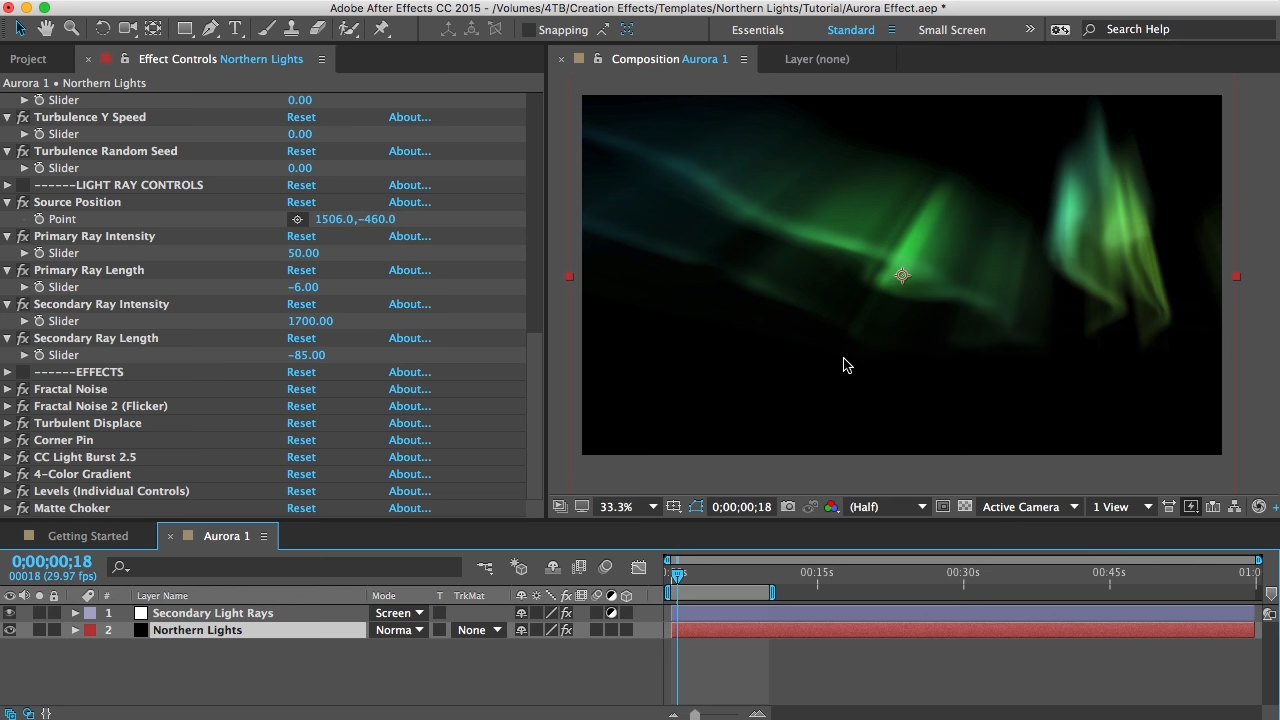 Adobe After Effects CC 2015 - /Volumes/4TB/Creation Effects/Templates/Northern Lights/Tutorial/Aurora Effect.aep *
Snapping
Essentials
Standard
Small Screen
Search Help
Project
Effect Controls Northern Lights
Composition Aurora 1
Layer (none)
Aurora 1 • Northern Lights
Slider 0.00
Turbulence Y Speed Reset About...
Slider 0.00
Turbulence Random Seed Reset About...
Slider 0.00
------LIGHT RAY CONTROLS Reset About...
Source Position Reset About...
Point 1506.0,-460.0
Primary Ray Intensity Reset About...
Slider 50.00
Primary Ray Length Reset About...
Slider -6.00
Secondary Ray Intensity Reset About...
Slider 1700.00
Secondary Ray Length Reset About...
Slider -85.00
------EFFECTS Reset About...
Fractal Noise Reset About...
Fractal Noise 2 (Flicker) Reset About...
Turbulent Displace Reset About...
Corner Pin Reset About...
CC Light Burst 2.5 Reset About...
4-Color Gradient Reset About...
Levels (Individual Controls) Reset About...
Matte Choker Reset About...
33.3% 0;00;00;18 (Half) Active Camera 1 View
Getting Started
Aurora 1
0;00;00;18
00018 (29.97 fps)
00:15s 00:30s 00:45s 01:0
# Layer Name Mode T TrkMat
1 Secondary Light Rays Screen
2 Northern Lights Norma None